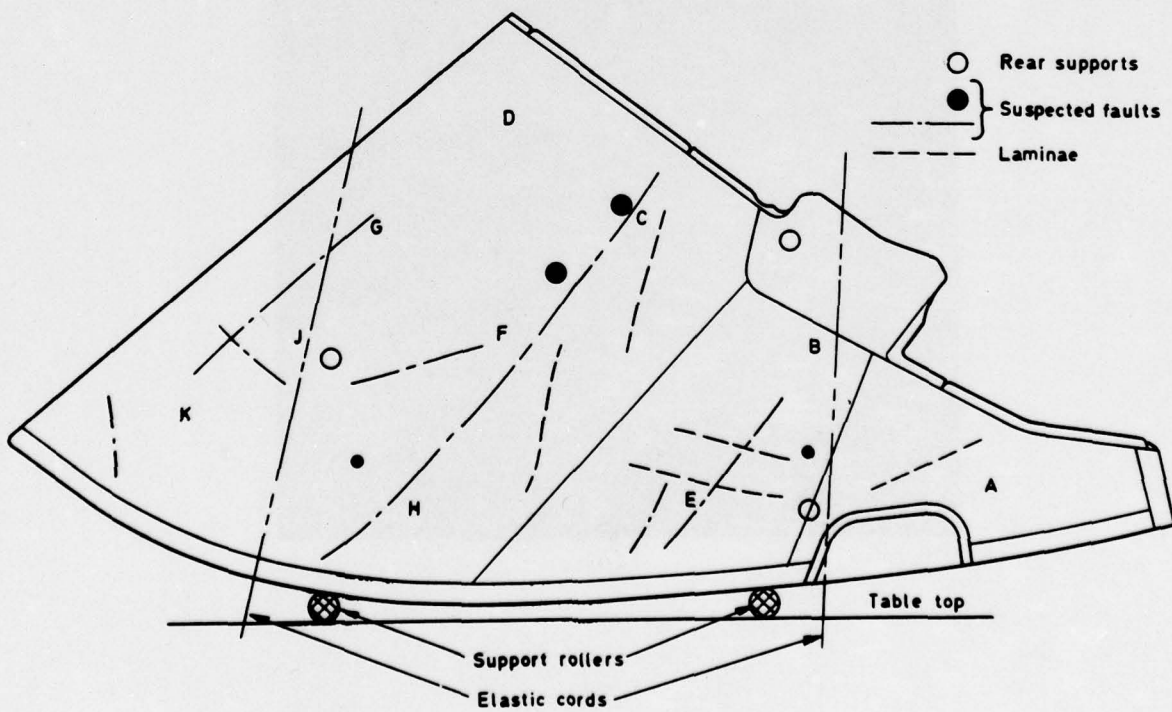 Rear supports
Suspected faults
Laminae
D
C
G
F
J
B
K
E
H
A
Table top
Support rollers
Elastic cords